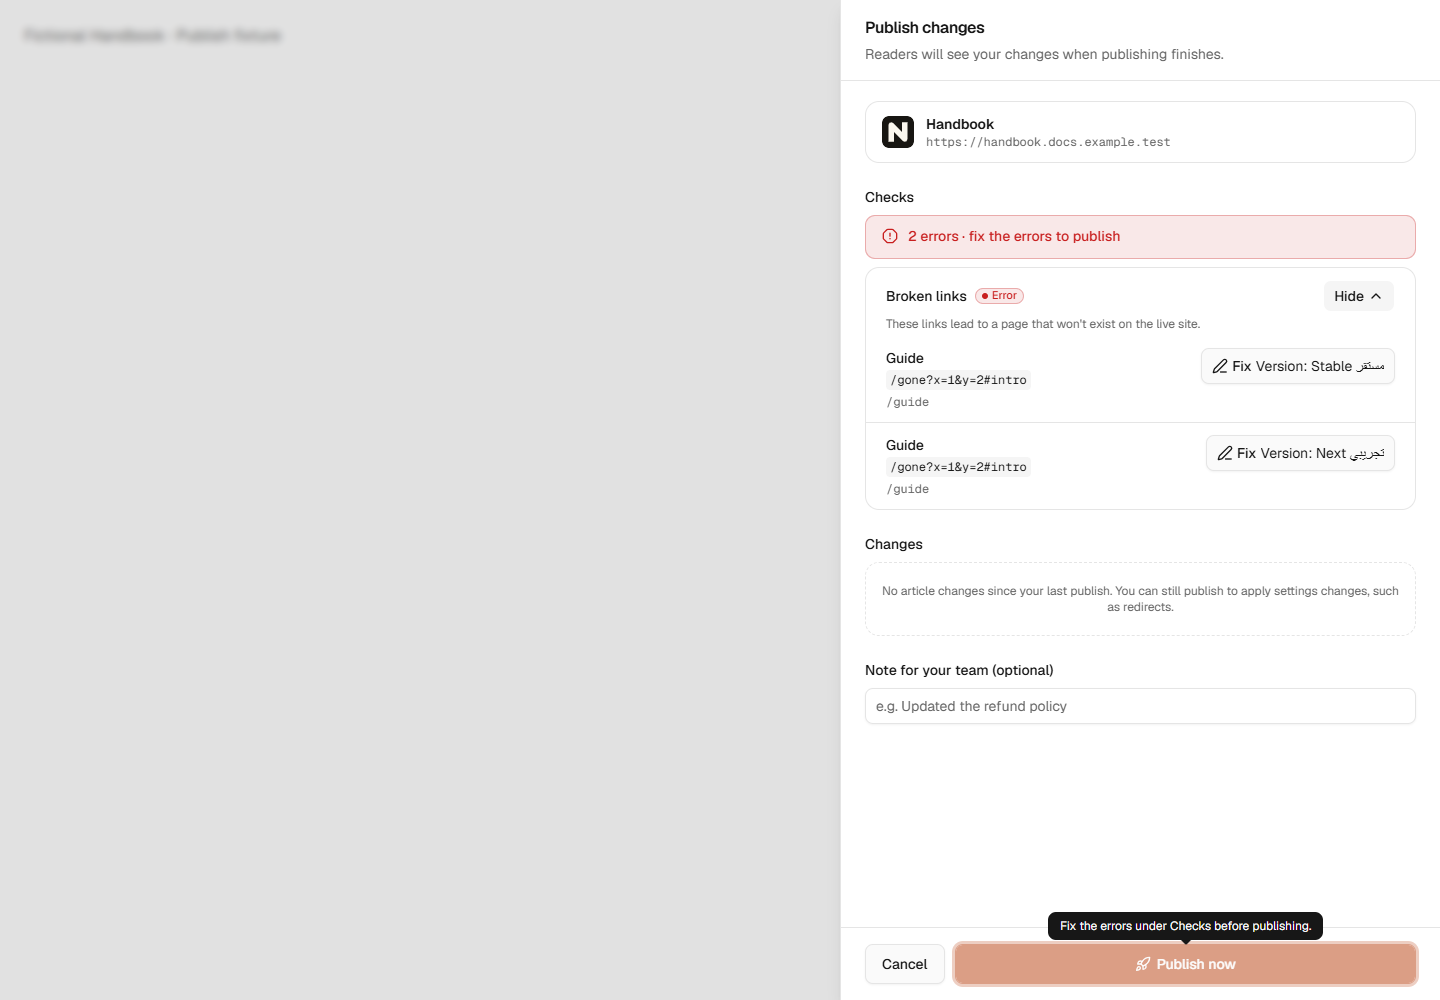 Fictional Handbook · Publish fixture
Publish changes
Readers will see your changes when publishing finishes.
N
Handbook
https://handbook.docs.example.test
Checks
2 errors · fix the errors to publish
Broken links Error Hide
These links lead to a page that won't exist on the live site.
Guide
Fix Version: Stable مستقر
/gone?x=1&y=2#intro
/guide
Guide
Fix Version: Next تجريبي
/gone?x=1&y=2#intro
/guide
Changes
No article changes since your last publish. You can still publish to apply settings changes, such
as redirects.
Note for your team (optional)
e.g. Updated the refund policy
Fix the errors under Checks before publishing.
Cancel
Publish now